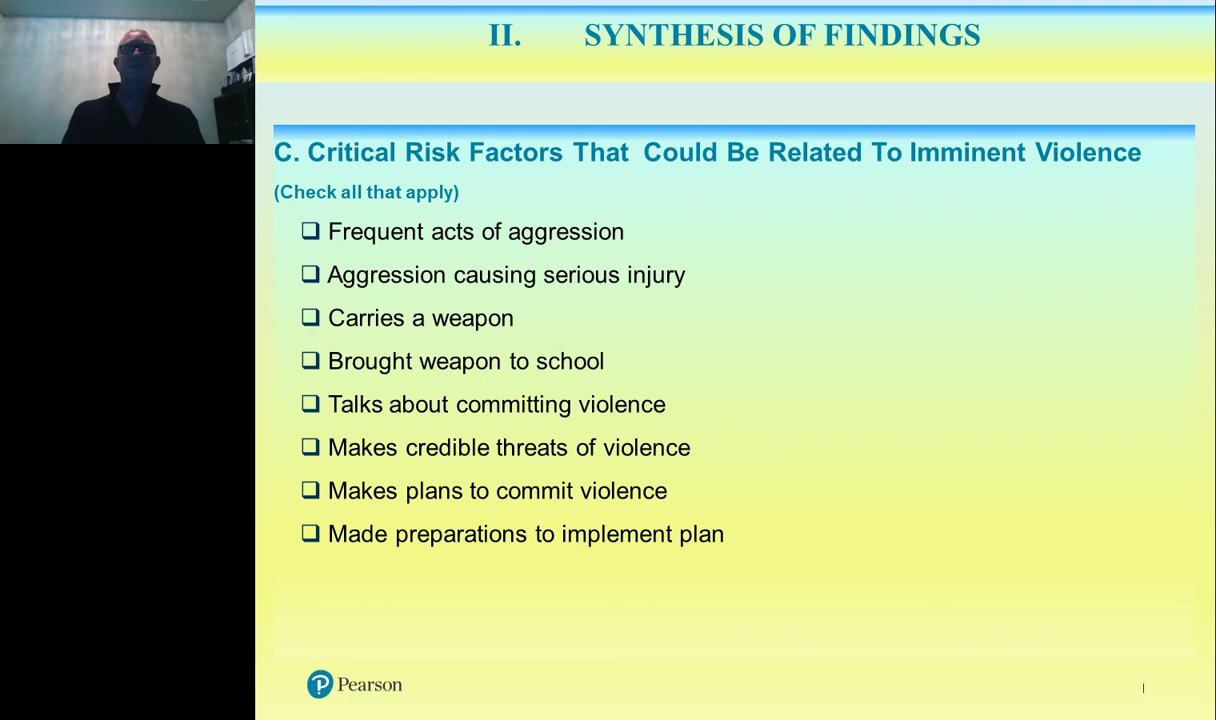 II. SYNTHESIS OF FINDINGS
C. Critical Risk Factors That Could Be Related To Imminent Violence
(Check all that apply)
❑ Frequent acts of aggression
❑ Aggression causing serious injury
❑ Carries a weapon
❑ Brought weapon to school
❑ Talks about committing violence
❑ Makes credible threats of violence
❑ Makes plans to commit violence
❑ Made preparations to implement plan
Pearson